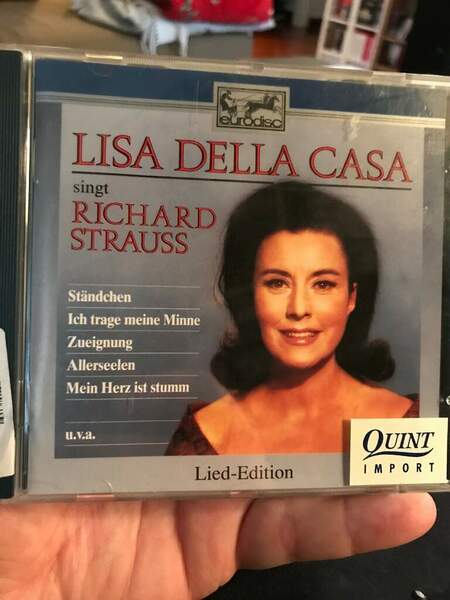 eurodisc
LISA DELLA CASA
singt
RICHARD
STRAUSS
Ständchen
Ich trage meine Minne
Zueignung
Allerseelen
Mein Herz ist stumm
u.v.a.
Lied-Edition
QUINT
IMPORT